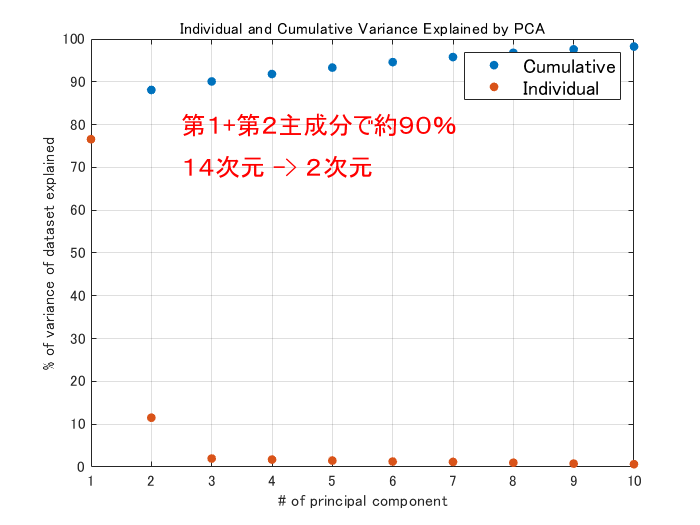 Individual and Cumulative Variance Explained by PCA
100
90
80
70
60
50
40
30
20
10
0
% of variance of dataset explained
Cumulative
Individual
第1+第2主成分で約90%
14次元 -> 2次元
1 2 3 4 5 6 7 8 9 10
# of principal component